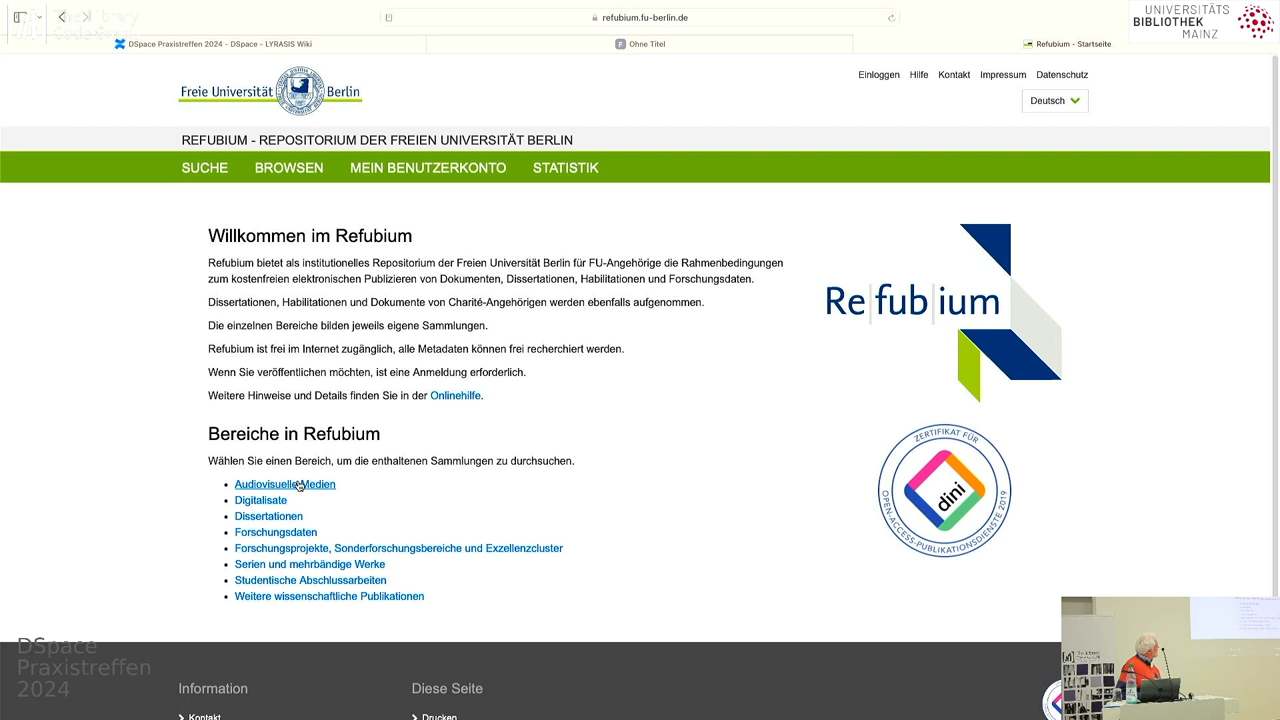 The Library
Code GmbH
refubium.fu-berlin.de
UNIVERSITÄTS
BIBLIOTHEK
MAINZ
DSpace Praxistreffen 2024 - DSpace - LYRASIS Wiki
F Ohne Titel
Refubium - Startseite
Freie Universität Berlin
Einloggen Hilfe Kontakt Impressum Datenschutz
Deutsch
REFUBIUM - REPOSITORIUM DER FREIEN UNIVERSITÄT BERLIN
SUCHE BROWSEN MEIN BENUTZERKONTO STATISTIK
Willkommen im Refubium
Refubium bietet als institutionelles Repositorium der Freien Universität Berlin für FU-Angehörige die Rahmenbedingungen
zum kostenfreien elektronischen Publizieren von Dokumenten, Dissertationen, Habilitationen und Forschungsdaten.
Dissertationen, Habilitationen und Dokumente von Charité-Angehörigen werden ebenfalls aufgenommen.
Die einzelnen Bereiche bilden jeweils eigene Sammlungen.
Refubium ist frei im Internet zugänglich, alle Metadaten können frei recherchiert werden.
Wenn Sie veröffentlichen möchten, ist eine Anmeldung erforderlich.
Weitere Hinweise und Details finden Sie in der Onlinehilfe.
Re|fub|ium
Bereiche in Refubium
Wählen Sie einen Bereich, um die enthaltenen Sammlungen zu durchsuchen.
Audiovisuelle Medien
Digitalisate
Dissertationen
Forschungsdaten
Forschungsprojekte, Sonderforschungsbereiche und Exzellenzcluster
Serien und mehrbändige Werke
Studentische Abschlussarbeiten
Weitere wissenschaftliche Publikationen
ZERTIFIKAT FÜR
dini
OPEN-ACCESS-PUBLIKATIONSDIENSTE 2019
DSpace
Praxistreffen
2024
Information
Diese Seite
Kontakt
Drucken